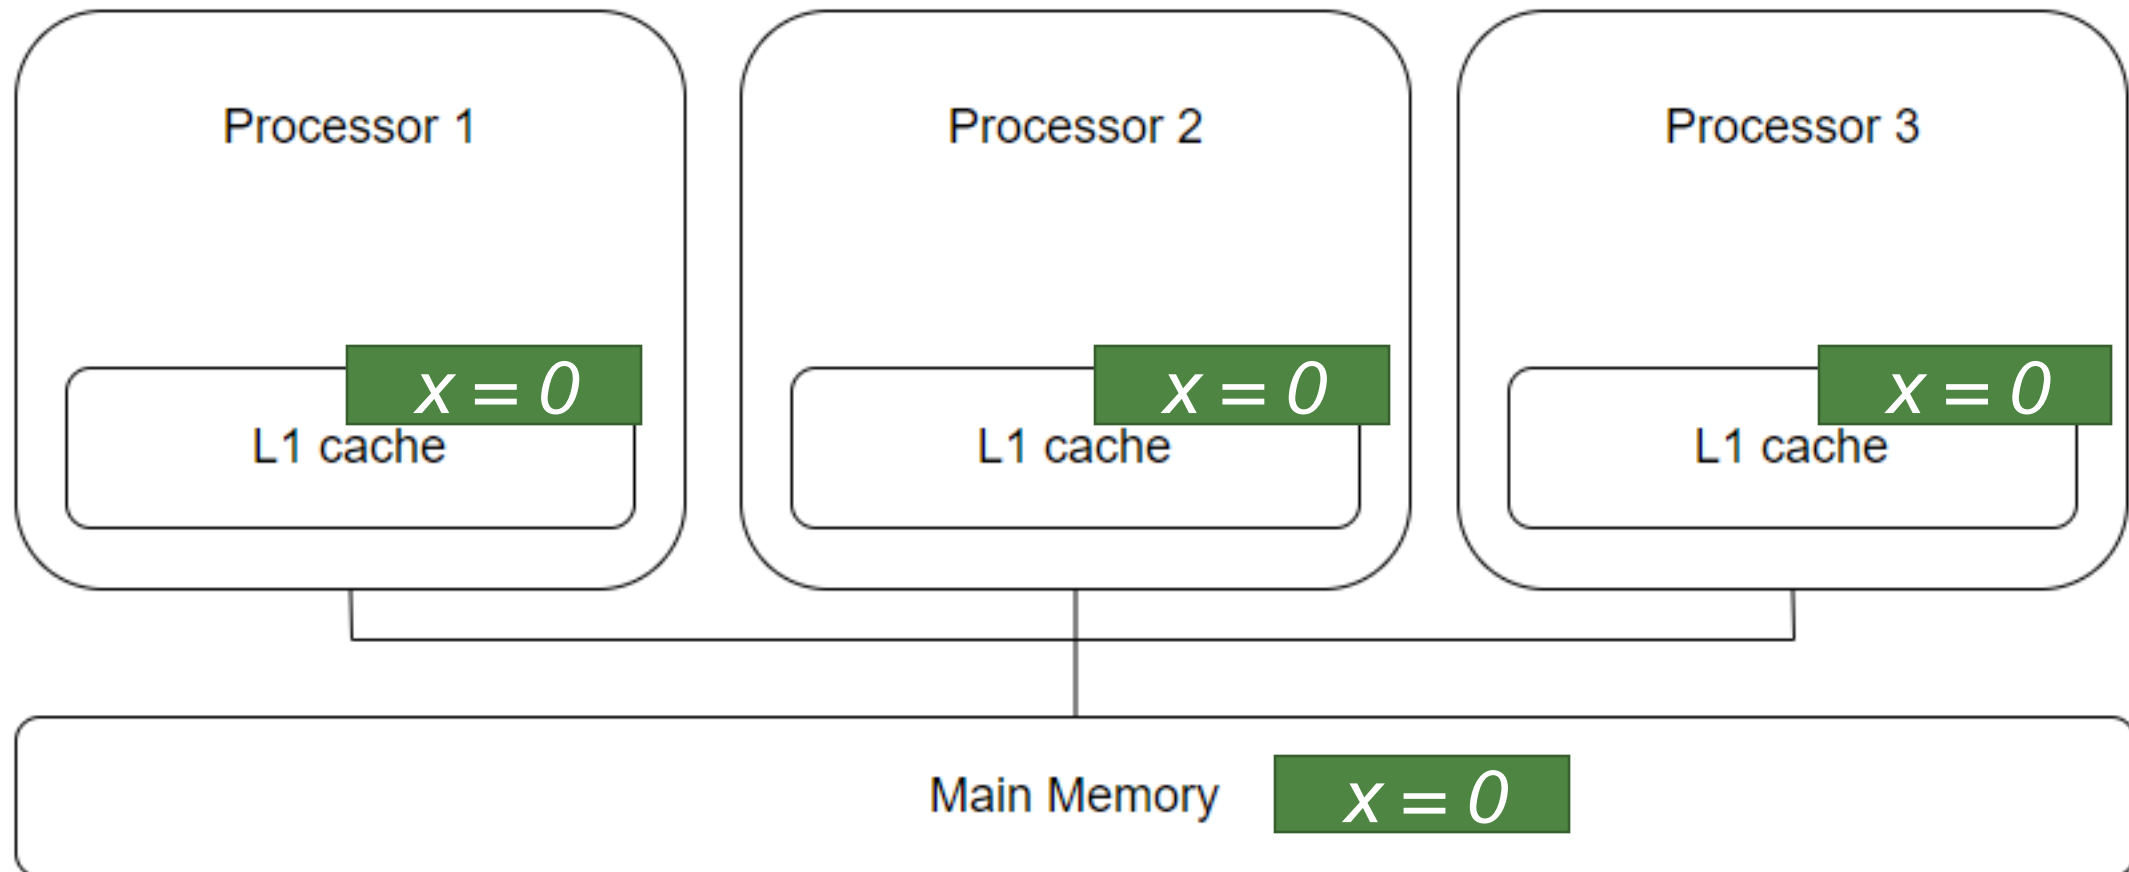 Processor 1
Processor 2
Processor 3
x = 0
x = 0
x = 0
L1 cache
L1 cache
L1 cache
Main Memory
x = 0